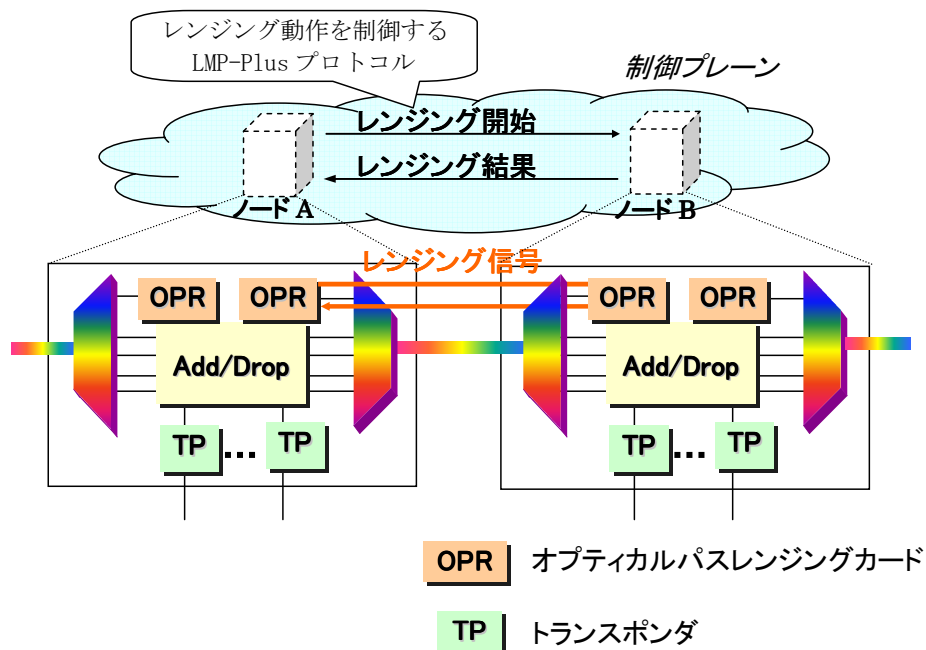 レンジング動作を制御する
LMP-Plus プロトコル
制御プレーン
レンジング開始
レンジング結果
ノード A
ノード B
レンジング信号
OPR
OPR
OPR
OPR
Add/Drop
Add/Drop
TP
...
TP
TP
...
TP
OPR
オプティカルパスレンジングカード
TP
トランスポンダ